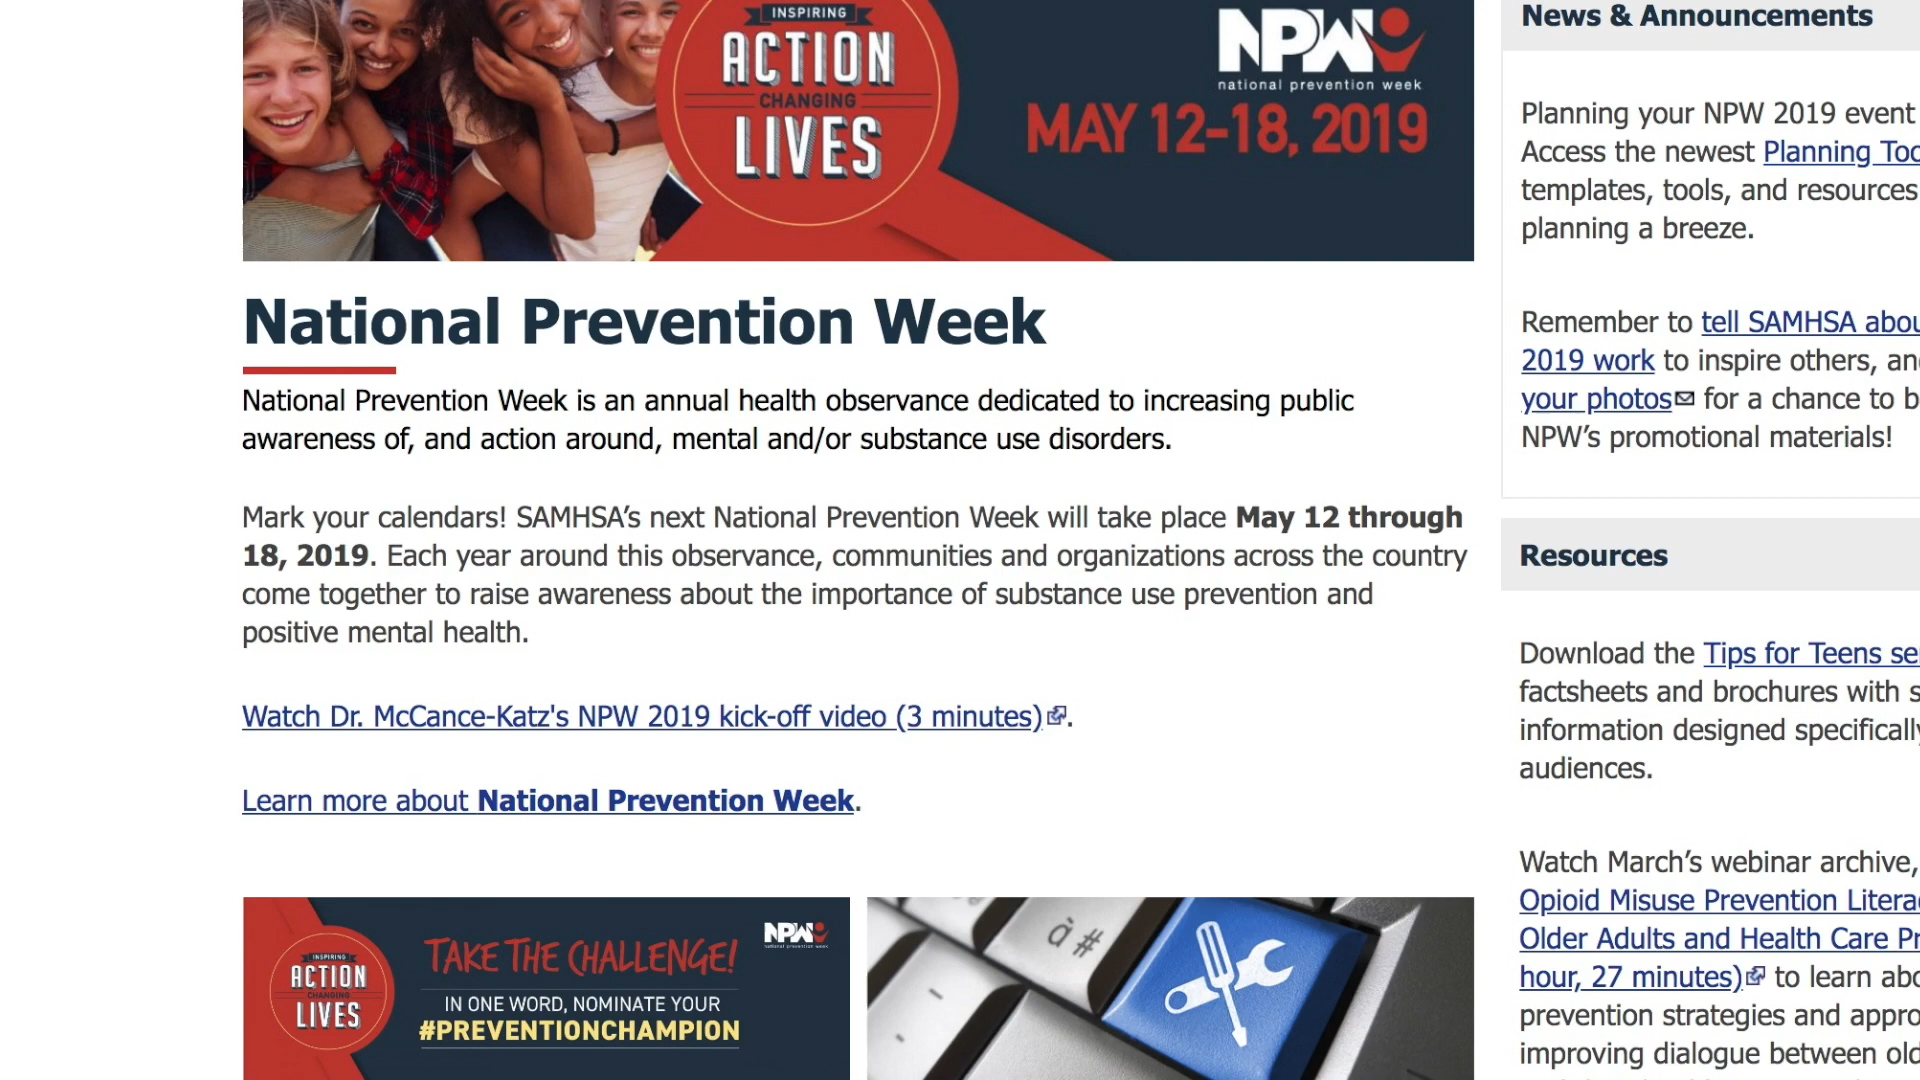 INSPIRING
ACTION
CHANGING
LIVES
NPW
national prevention week
MAY 12-18, 2019
National Prevention Week
National Prevention Week is an annual health observance dedicated to increasing public
awareness of, and action around, mental and/or substance use disorders.
Mark your calendars! SAMHSA’s next National Prevention Week will take place May 12 through
18, 2019. Each year around this observance, communities and organizations across the country
come together to raise awareness about the importance of substance use prevention and
positive mental health.
Watch Dr. McCance-Katz's NPW 2019 kick-off video (3 minutes).
Learn more about National Prevention Week.
INSPIRING
ACTION
CHANGING
LIVES
TAKE THE CHALLENGE!
IN ONE WORD, NOMINATE YOUR
#PREVENTIONCHAMPION
NPW
national prevention week
à #
News & Announcements
Planning your NPW 2019 event
Access the newest Planning
templates, tools, and resources
planning a breeze.
Remember to tell SAMHSA
2019 work to inspire others,
your photos for a chance to
NPW’s promotional materials!
Resources
Download the Tips for Teens
factsheets and brochures with
information designed
audiences.
Watch March’s webinar archive,
Opioid Misuse Prevention
Older Adults and Health Care
hour, 27 minutes) to learn
prevention strategies and
improving dialogue between